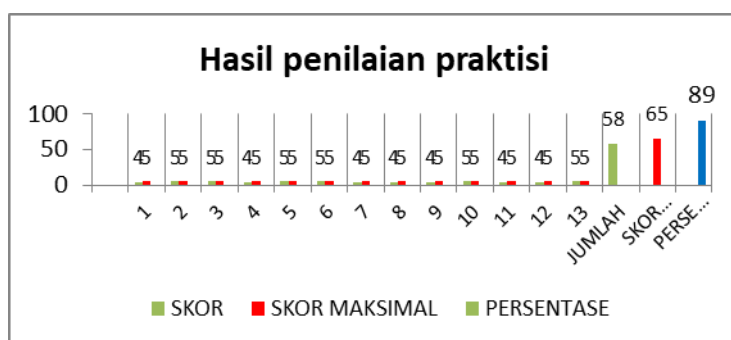 Hasil penilaian praktisi
100
50
0
45 55 55 45 55 55 45 45 45 55 45 45 55 58 65 89
1 2 3 4 5 6 7 8 9 10 11 12 13 JUMLAH SKOR... PERSE...
SKOR SKOR MAKSIMAL PERSENTASE